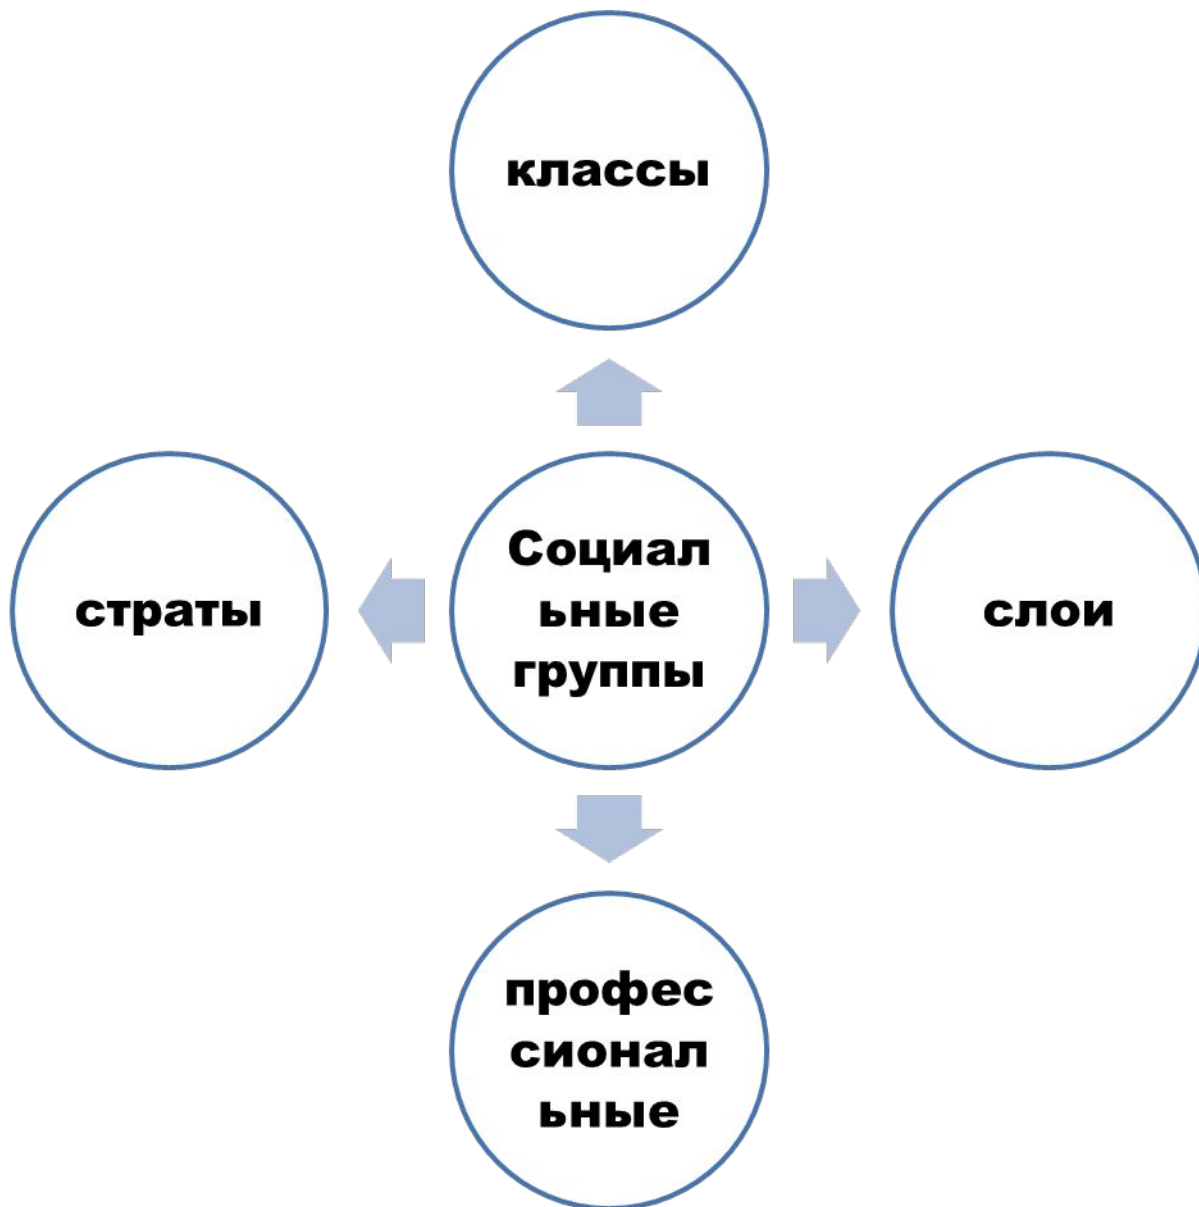 классы
страты
Социал
ьные
группы
слои
профес
сионал
ьные